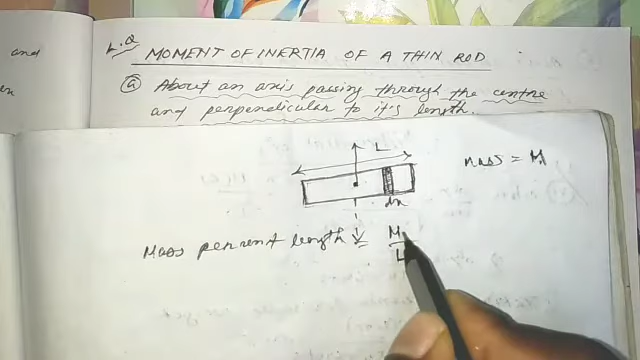 and
L.Q
MOMENT OF INERTIA OF A THIN ROD
en
(a) About an axis passing through the centre
and perpendicular to it's length.
L
MASS = M
dx
Mass per unit length = M
L